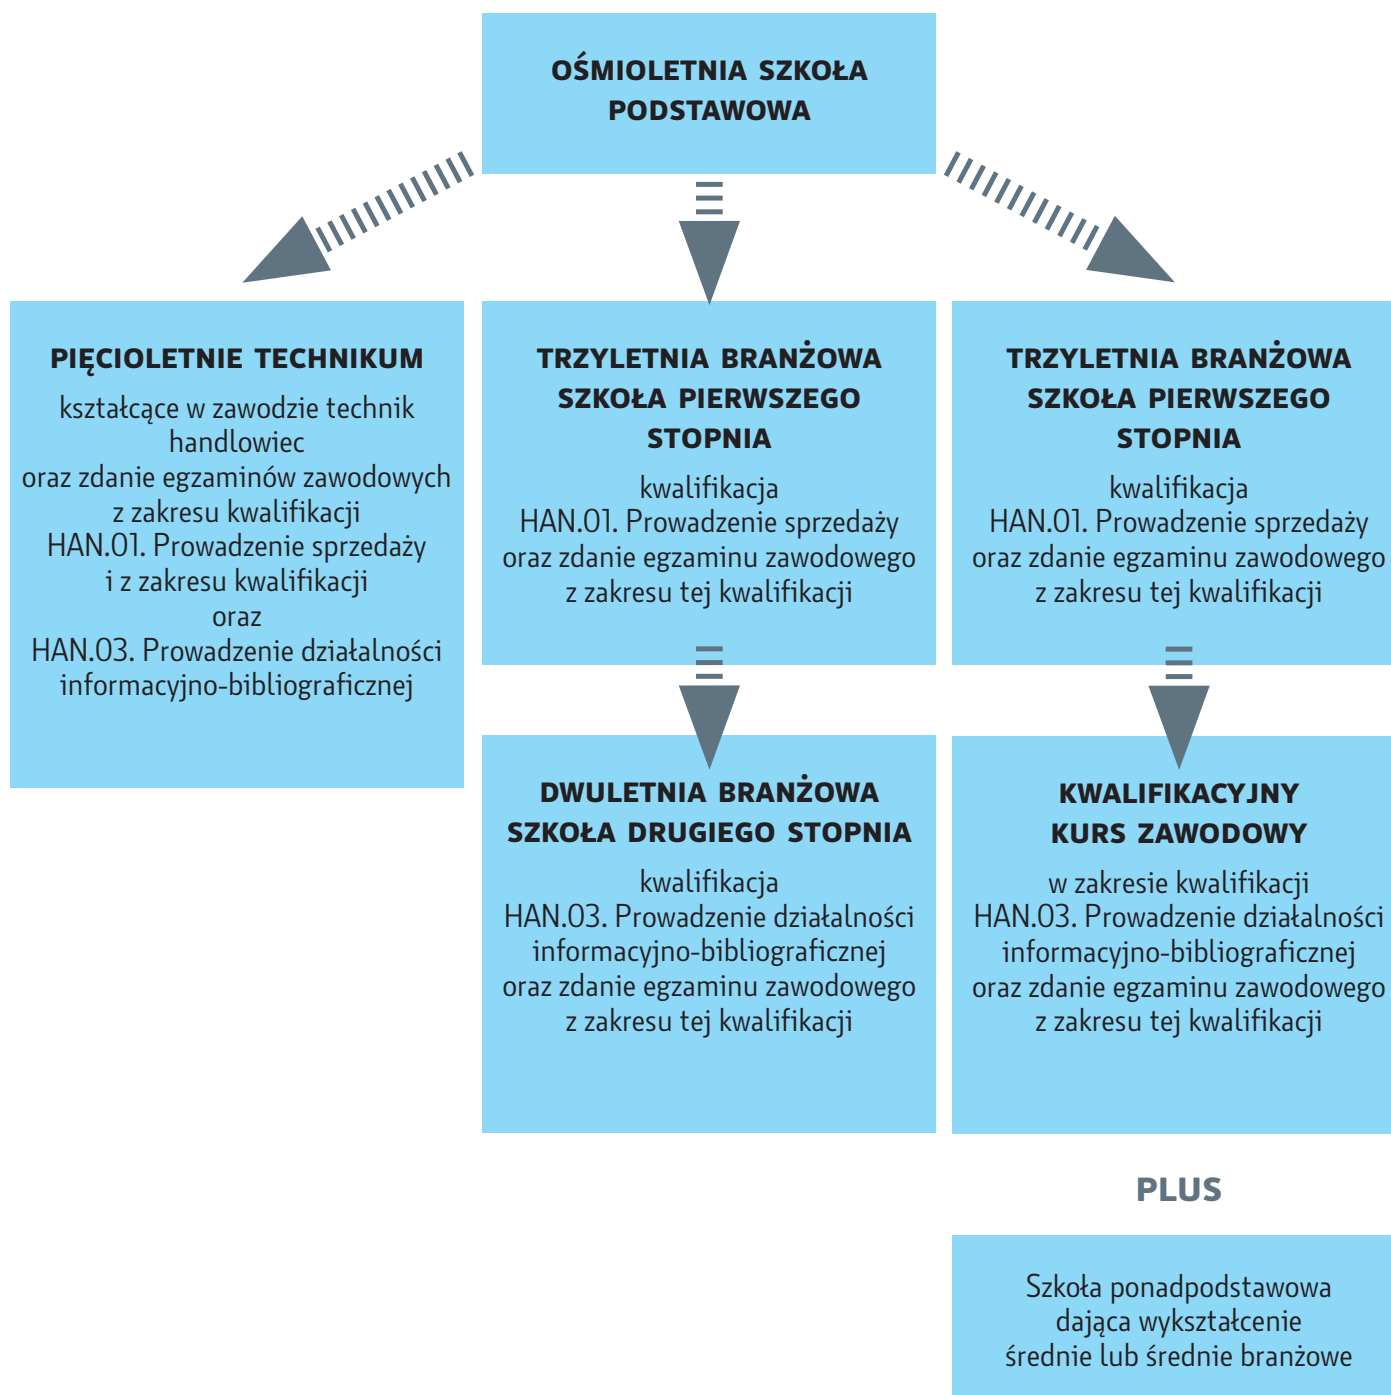 OŚMIOLETNIA SZKOŁA
PODSTAWOWA
PIĘCIOLETNIE TECHNIKUM
kształcące w zawodzie technik
handlowiec
oraz zdanie egzaminów zawodowych
z zakresu kwalifikacji
HAN.01. Prowadzenie sprzedaży
i z zakresu kwalifikacji
oraz
HAN.03. Prowadzenie działalności
informacyjno-bibliograficznej
TRZYLETNIA BRANŻOWA
SZKOŁA PIERWSZEGO
STOPNIA
kwalifikacja
HAN.01. Prowadzenie sprzedaży
oraz zdanie egzaminu zawodowego
z zakresu tej kwalifikacji
TRZYLETNIA BRANŻOWA
SZKOŁA PIERWSZEGO
STOPNIA
kwalifikacja
HAN.01. Prowadzenie sprzedaży
oraz zdanie egzaminu zawodowego
z zakresu tej kwalifikacji
DWULETNIA BRANŻOWA
SZKOŁA DRUGIEGO STOPNIA
kwalifikacja
HAN.03. Prowadzenie działalności
informacyjno-bibliograficznej
oraz zdanie egzaminu zawodowego
z zakresu tej kwalifikacji
KWALIFIKACYJNY
KURS ZAWODOWY
w zakresie kwalifikacji
HAN.03. Prowadzenie działalności
informacyjno-bibliograficznej
oraz zdanie egzaminu zawodowego
z zakresu tej kwalifikacji
PLUS
Szkoła ponadpodstawowa
dająca wykształcenie
średnie lub średnie branżowe